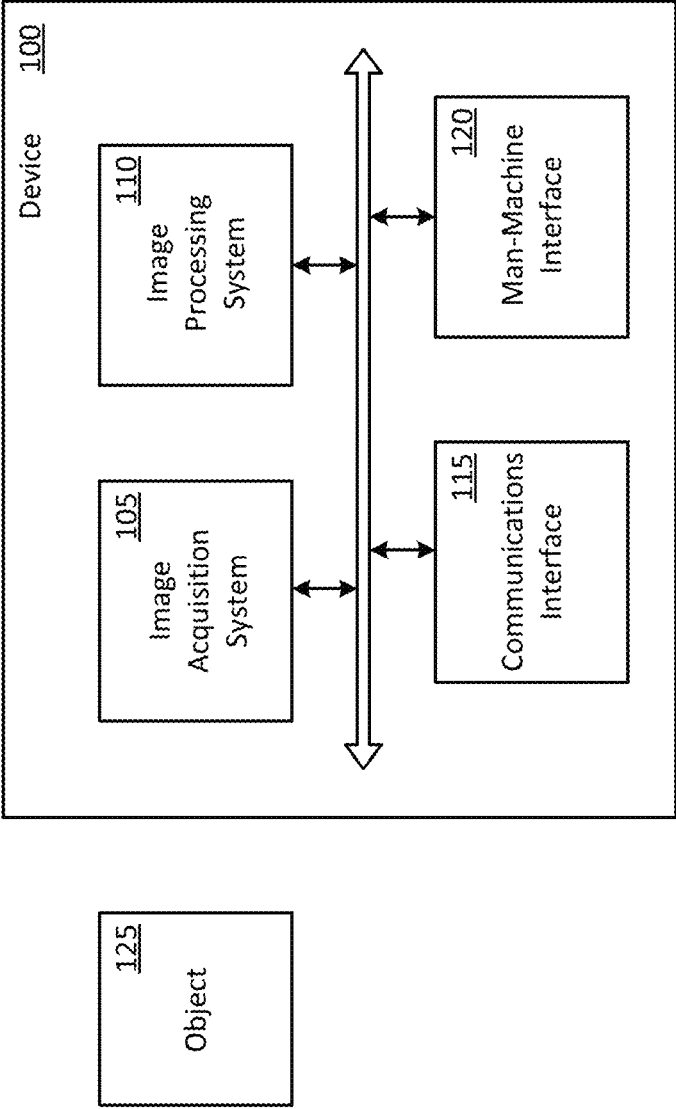 Device 100
125
Object
105
Image
Acquisition
System
110
Image
Processing
System
115
Communications
Interface
120
Man-Machine
Interface